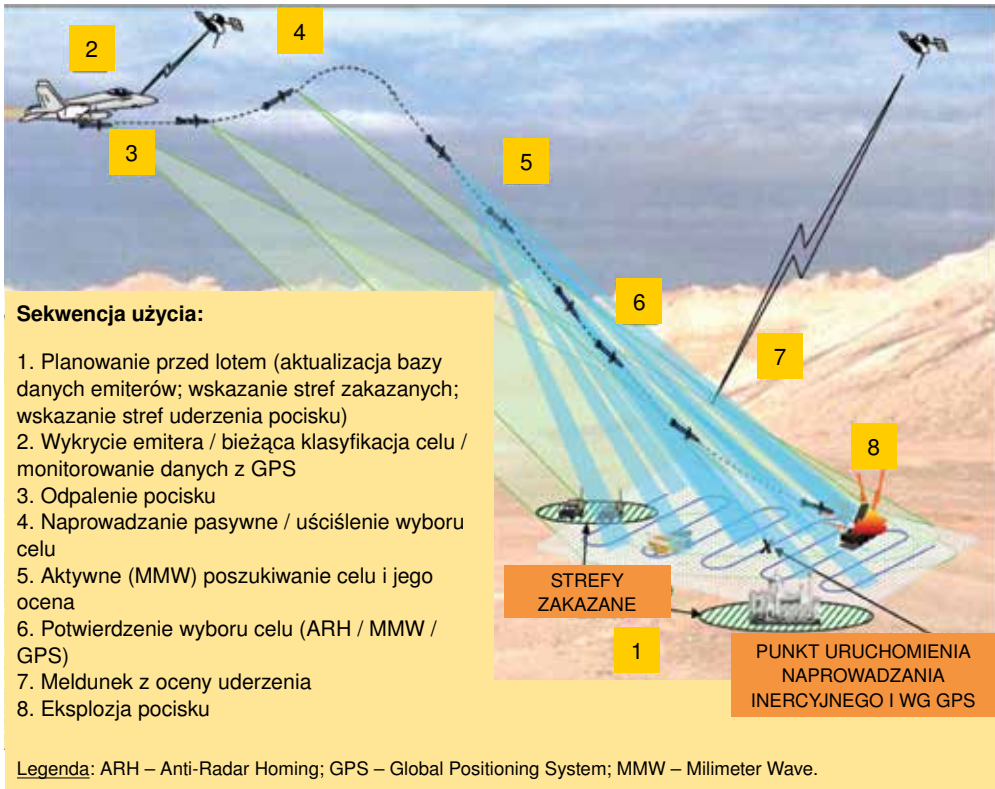 2
4
3
5
6
7
8
Sekwencja użycia:
1. Planowanie przed lotem (aktualizacja bazy
danych emiterów; wskazanie stref zakazanych;
wskazanie stref uderzenia pocisku)
2. Wykrycie emitera / bieżąca klasyfikacja celu /
monitorowanie danych z GPS
3. Odpalenie pocisku
4. Naprowadzanie pasywne / uściślenie wyboru
celu
5. Aktywne (MMW) poszukiwanie celu i jego
ocena
6. Potwierdzenie wyboru celu (ARH / MMW /
GPS)
7. Meldunek z oceny uderzenia
8. Eksplozja pocisku
X
STREFY
ZAKAZANE
1
PUNKT URUCHOMIENIA
NAPROWADZANIA
INERCYJNEGO I WG GPS
Legenda: ARH – Anti-Radar Homing; GPS – Global Positioning System; MMW – Milimeter Wave.